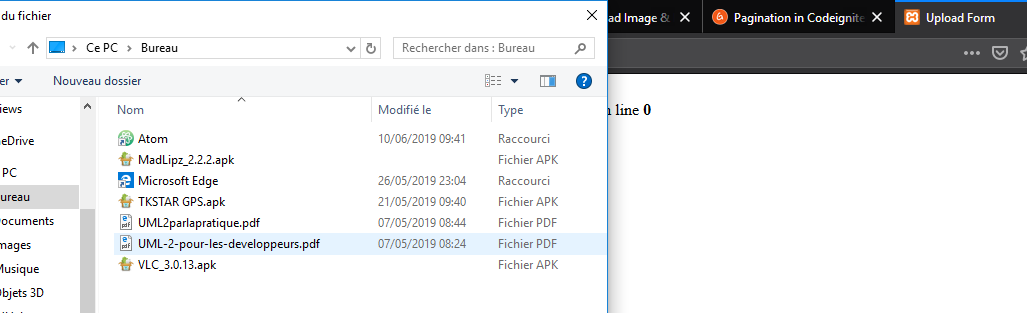 du fichier
ad Image &
Pagination in Codeignite
Upload Form
Ce PC
Bureau
Rechercher dans : Bureau
er
Nouveau dossier
Nom
Modifié le
Type
iews
Atom
10/06/2019 09:41
Raccourci
n line 0
eDrive
MadLipz_2.2.2.apk
Fichier APK
PC
Microsoft Edge
26/05/2019 23:04
Raccourci
ureau
TKSTAR GPS.apk
21/05/2019 09:40
Fichier APK
Documents
UML2parlapratique.pdf
07/05/2019 08:44
Fichier PDF
mages
UML-2-pour-les-developpeurs.pdf
07/05/2019 08:24
Fichier PDF
Musique
VLC_3.0.13.apk
Fichier APK
Objets 3D